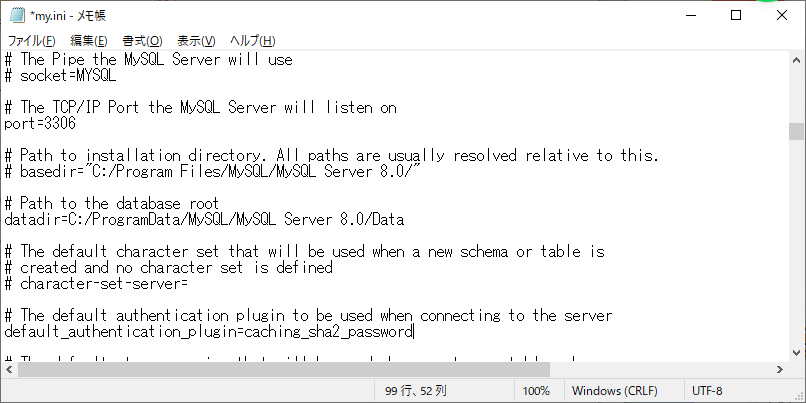 *my.ini - メモ帳
ファイル(F) 編集(E) 書式(O) 表示(V) ヘルプ(H)
# The Pipe the MySQL Server will use
# socket=MYSQL
# The TCP/IP Port the MySQL Server will listen on
port=3306
# Path to installation directory. All paths are usually resolved relative to this.
# basedir="C:/Program Files/MySQL/MySQL Server 8.0/"
# Path to the database root
datadir=C:/ProgramData/MySQL/MySQL Server 8.0/Data
# The default character set that will be used when a new schema or table is
# created and no character set is defined
# character-set-server=
# The default authentication plugin to be used when connecting to the server
default_authentication_plugin=caching_sha2_password
99 行、52 列 100% Windows (CRLF) UTF-8